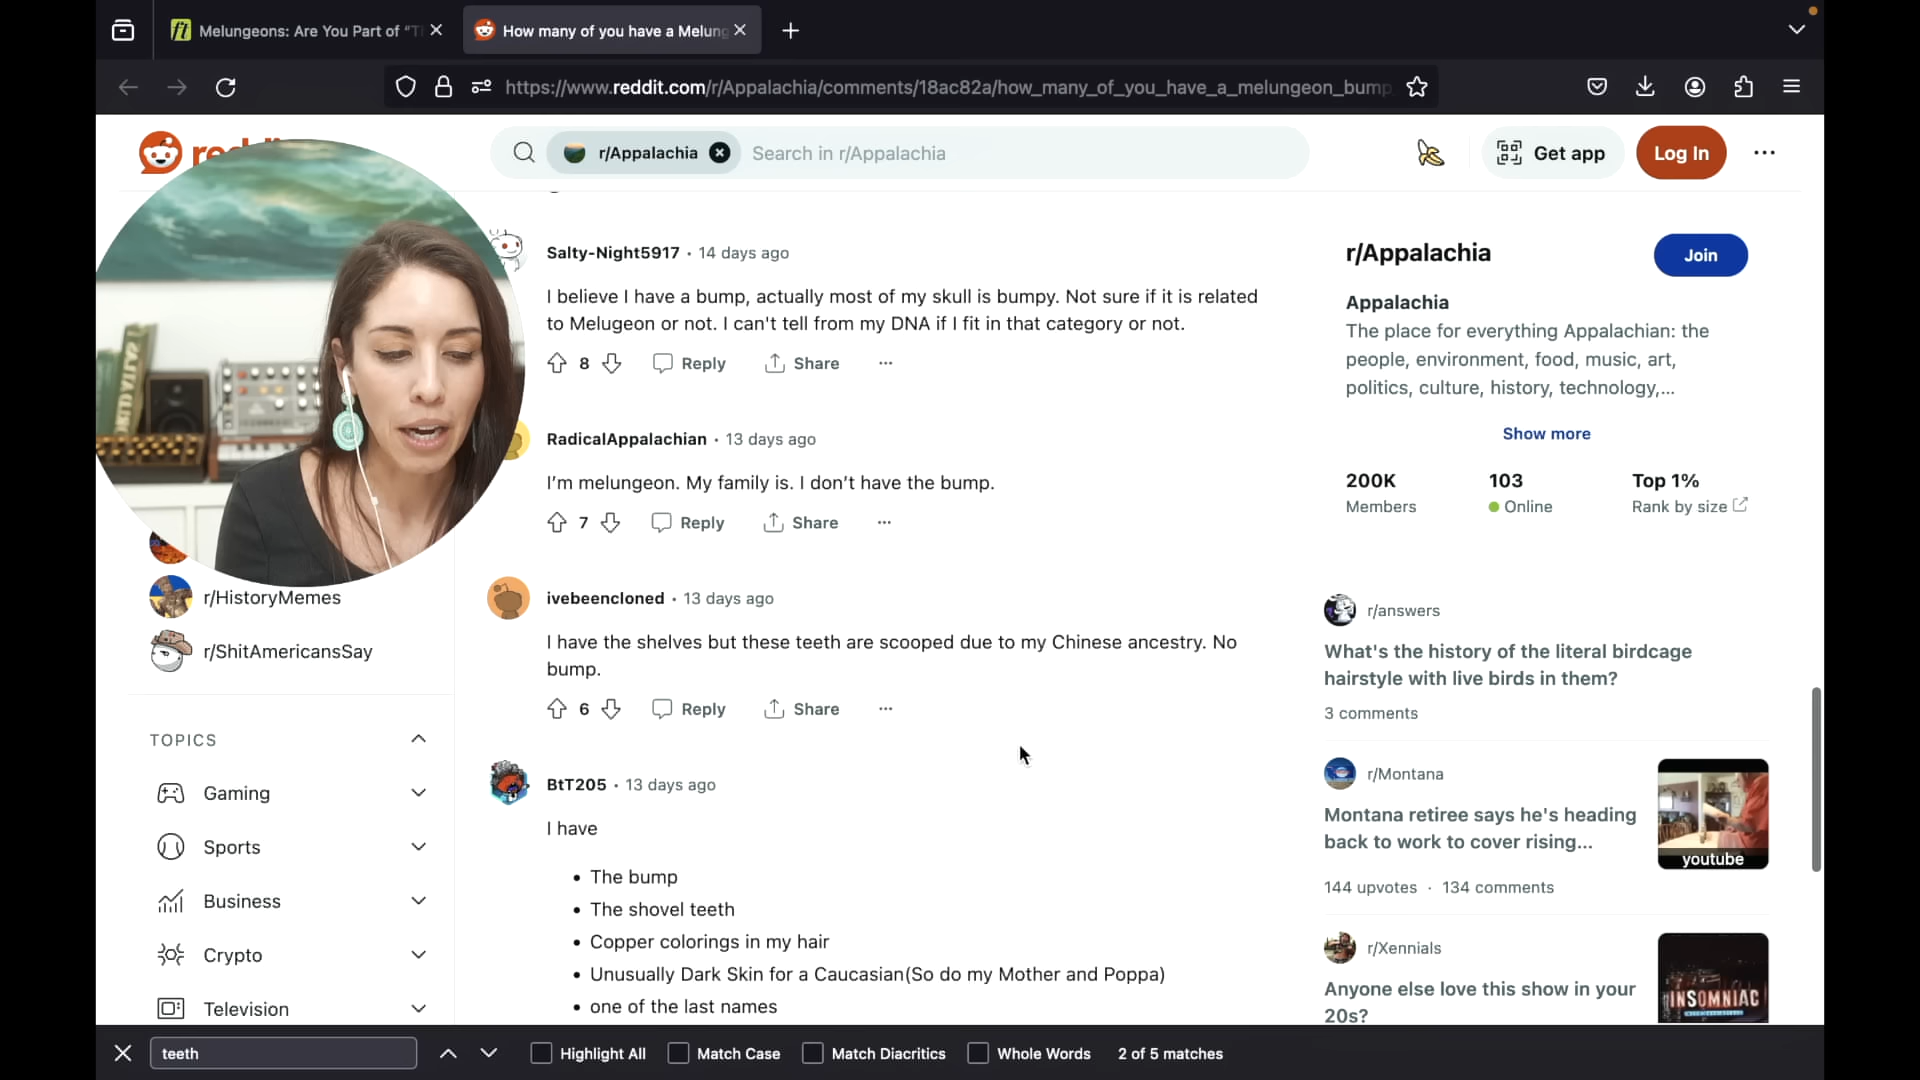 Melungeons: Are You Part of "T
How many of you have a Melung
https://www.reddit.com/r/Appalachia/comments/18ac82a/how_many_of_you_have_a_melungeon_bump
r/Appalachia
Search in r/Appalachia
Get app
Log In
Salty-Night5917 • 14 days ago
I believe I have a bump, actually most of my skull is bumpy. Not sure if it is related
to Melugeon or not. I can't tell from my DNA if I fit in that category or not.
8 Reply Share
RadicalAppalachian • 13 days ago
I'm melungeon. My family is. I don't have the bump.
7 Reply Share
ivebeencloned • 13 days ago
I have the shelves but these teeth are scooped due to my Chinese ancestry. No
bump.
6 Reply Share
BtT205 • 13 days ago
I have
• The bump
• The shovel teeth
• Copper colorings in my hair
• Unusually Dark Skin for a Caucasian(So do my Mother and Poppa)
• one of the last names
r/HistoryMemes
r/ShitAmericansSay
TOPICS
Gaming
Sports
Business
Crypto
Television
r/Appalachia
Join
Appalachia
The place for everything Appalachian: the
people, environment, food, music, art,
politics, culture, history, technology,...
Show more
200K 103 Top 1%
Members Online Rank by size
r/answers
What's the history of the literal birdcage
hairstyle with live birds in them?
3 comments
r/Montana
Montana retiree says he's heading
back to work to cover rising...
youtube
144 upvotes · 134 comments
r/Xennials
Anyone else love this show in your
20s?
INSOMNIAC
teeth
Highlight All
Match Case
Match Diacritics
Whole Words
2 of 5 matches